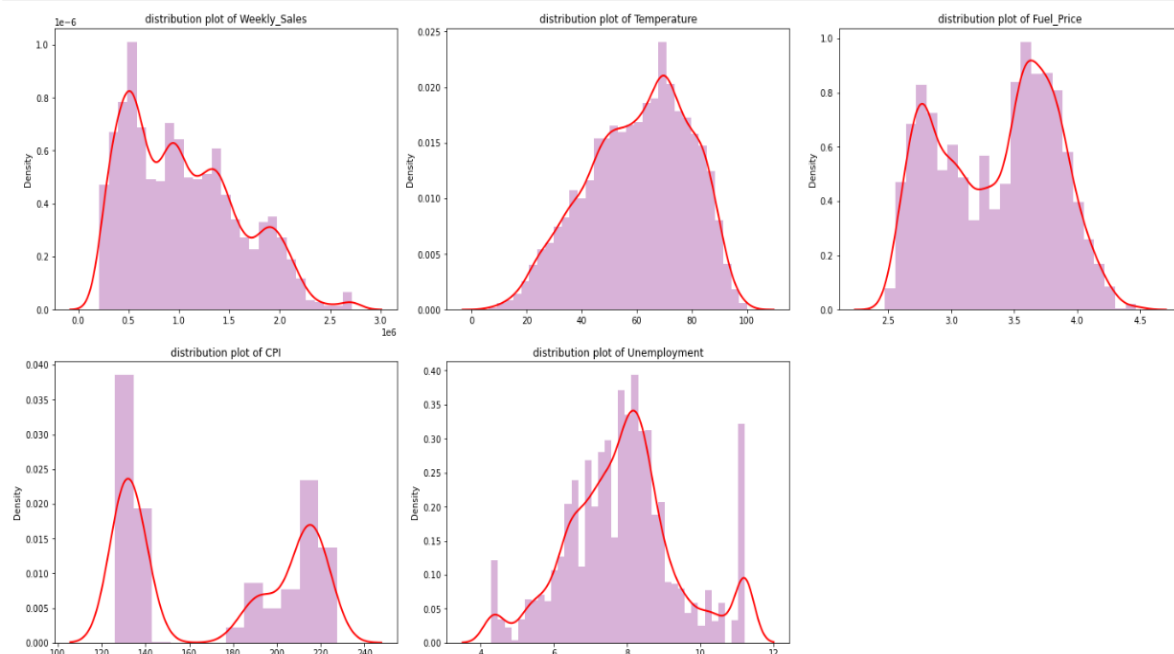 distribution plot of Weekly_Sales
1e−6
1.0
0.8
0.6
0.4
0.2
0.0
Density
0.0 0.5 1.0 1.5 2.0 2.5 3.0
1e6
distribution plot of Temperature
0.025
0.020
0.015
0.010
0.005
0.000
Density
0 20 40 60 80 100
distribution plot of Fuel_Price
1.0
0.8
0.6
0.4
0.2
0.0
Density
2.5 3.0 3.5 4.0 4.5
distribution plot of CPI
0.040
0.035
0.030
0.025
0.020
0.015
0.010
0.005
0.000
Density
100 120 140 160 180 200 220 240
distribution plot of Unemployment
0.40
0.35
0.30
0.25
0.20
0.15
0.10
0.05
0.00
Density
4 6 8 10 12